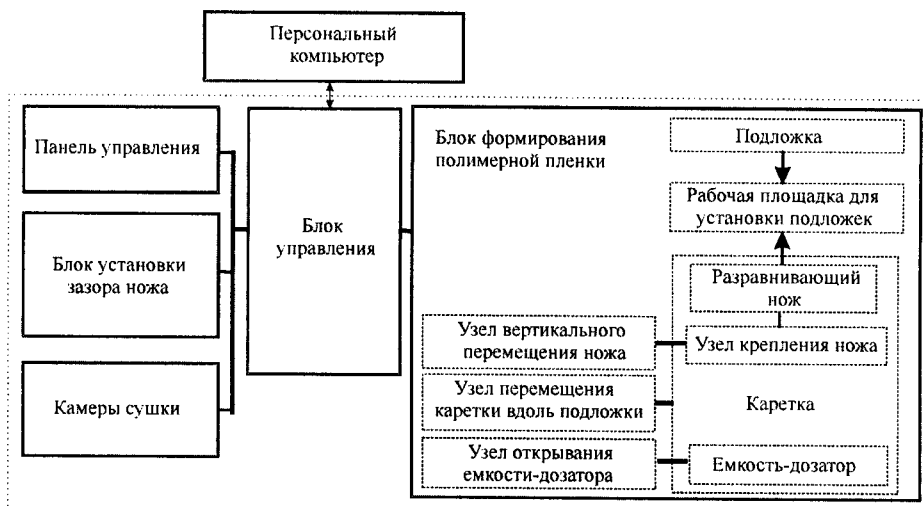 Персональный
компьютер
Панель управления
Блок установки
зазора ножа
Камеры сушки
Блок
управления
Блок формирования
полимерной пленки
Подложка
Рабочая площадка для
установки подложек
Разравнивающий
нож
Узел вертикального
перемещения ножа
Узел крепления ножа
Узел перемещения
каретки вдоль подложки
Каретка
Узел открывания
емкости-дозатора
Емкость-дозатор